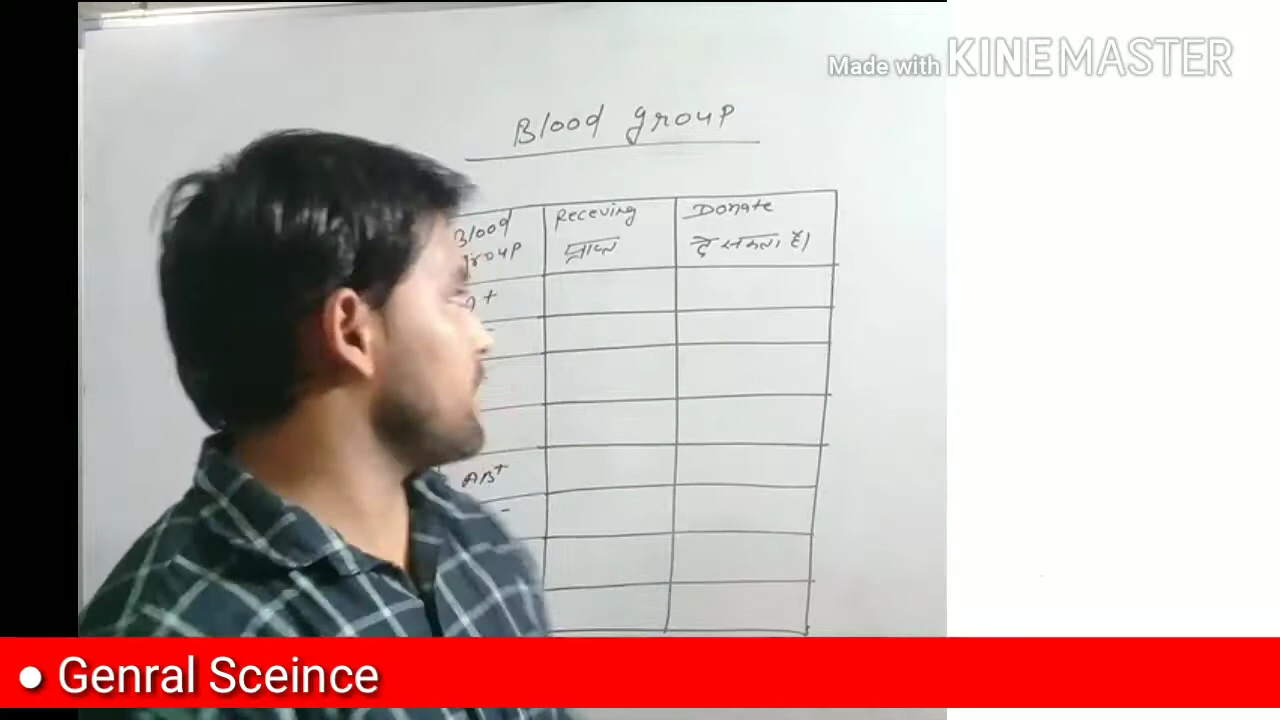 Made with KINEMASTER
Blood group
Blood
group
Receving
प्राप्त
Donate
दे सकता है।
+
AB+
-
● Genral Sceince